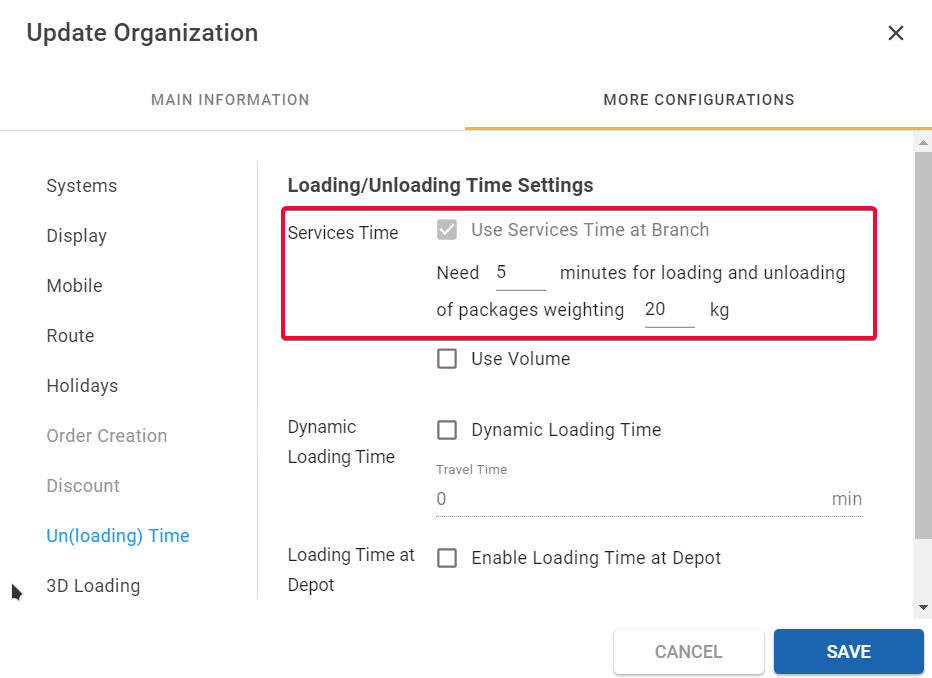 Update Organization
MAIN INFORMATION
MORE CONFIGURATIONS
Systems
Display
Mobile
Route
Holidays
Order Creation
Discount
Un(loading) Time
3D Loading
Loading/Unloading Time Settings
Services Time
Use Services Time at Branch
Need 5 minutes for loading and unloading
of packages weighting 20 kg
Use Volume
Dynamic
Loading Time
Dynamic Loading Time
Travel Time
0 min
Loading Time at
Depot
Enable Loading Time at Depot
CANCEL
SAVE